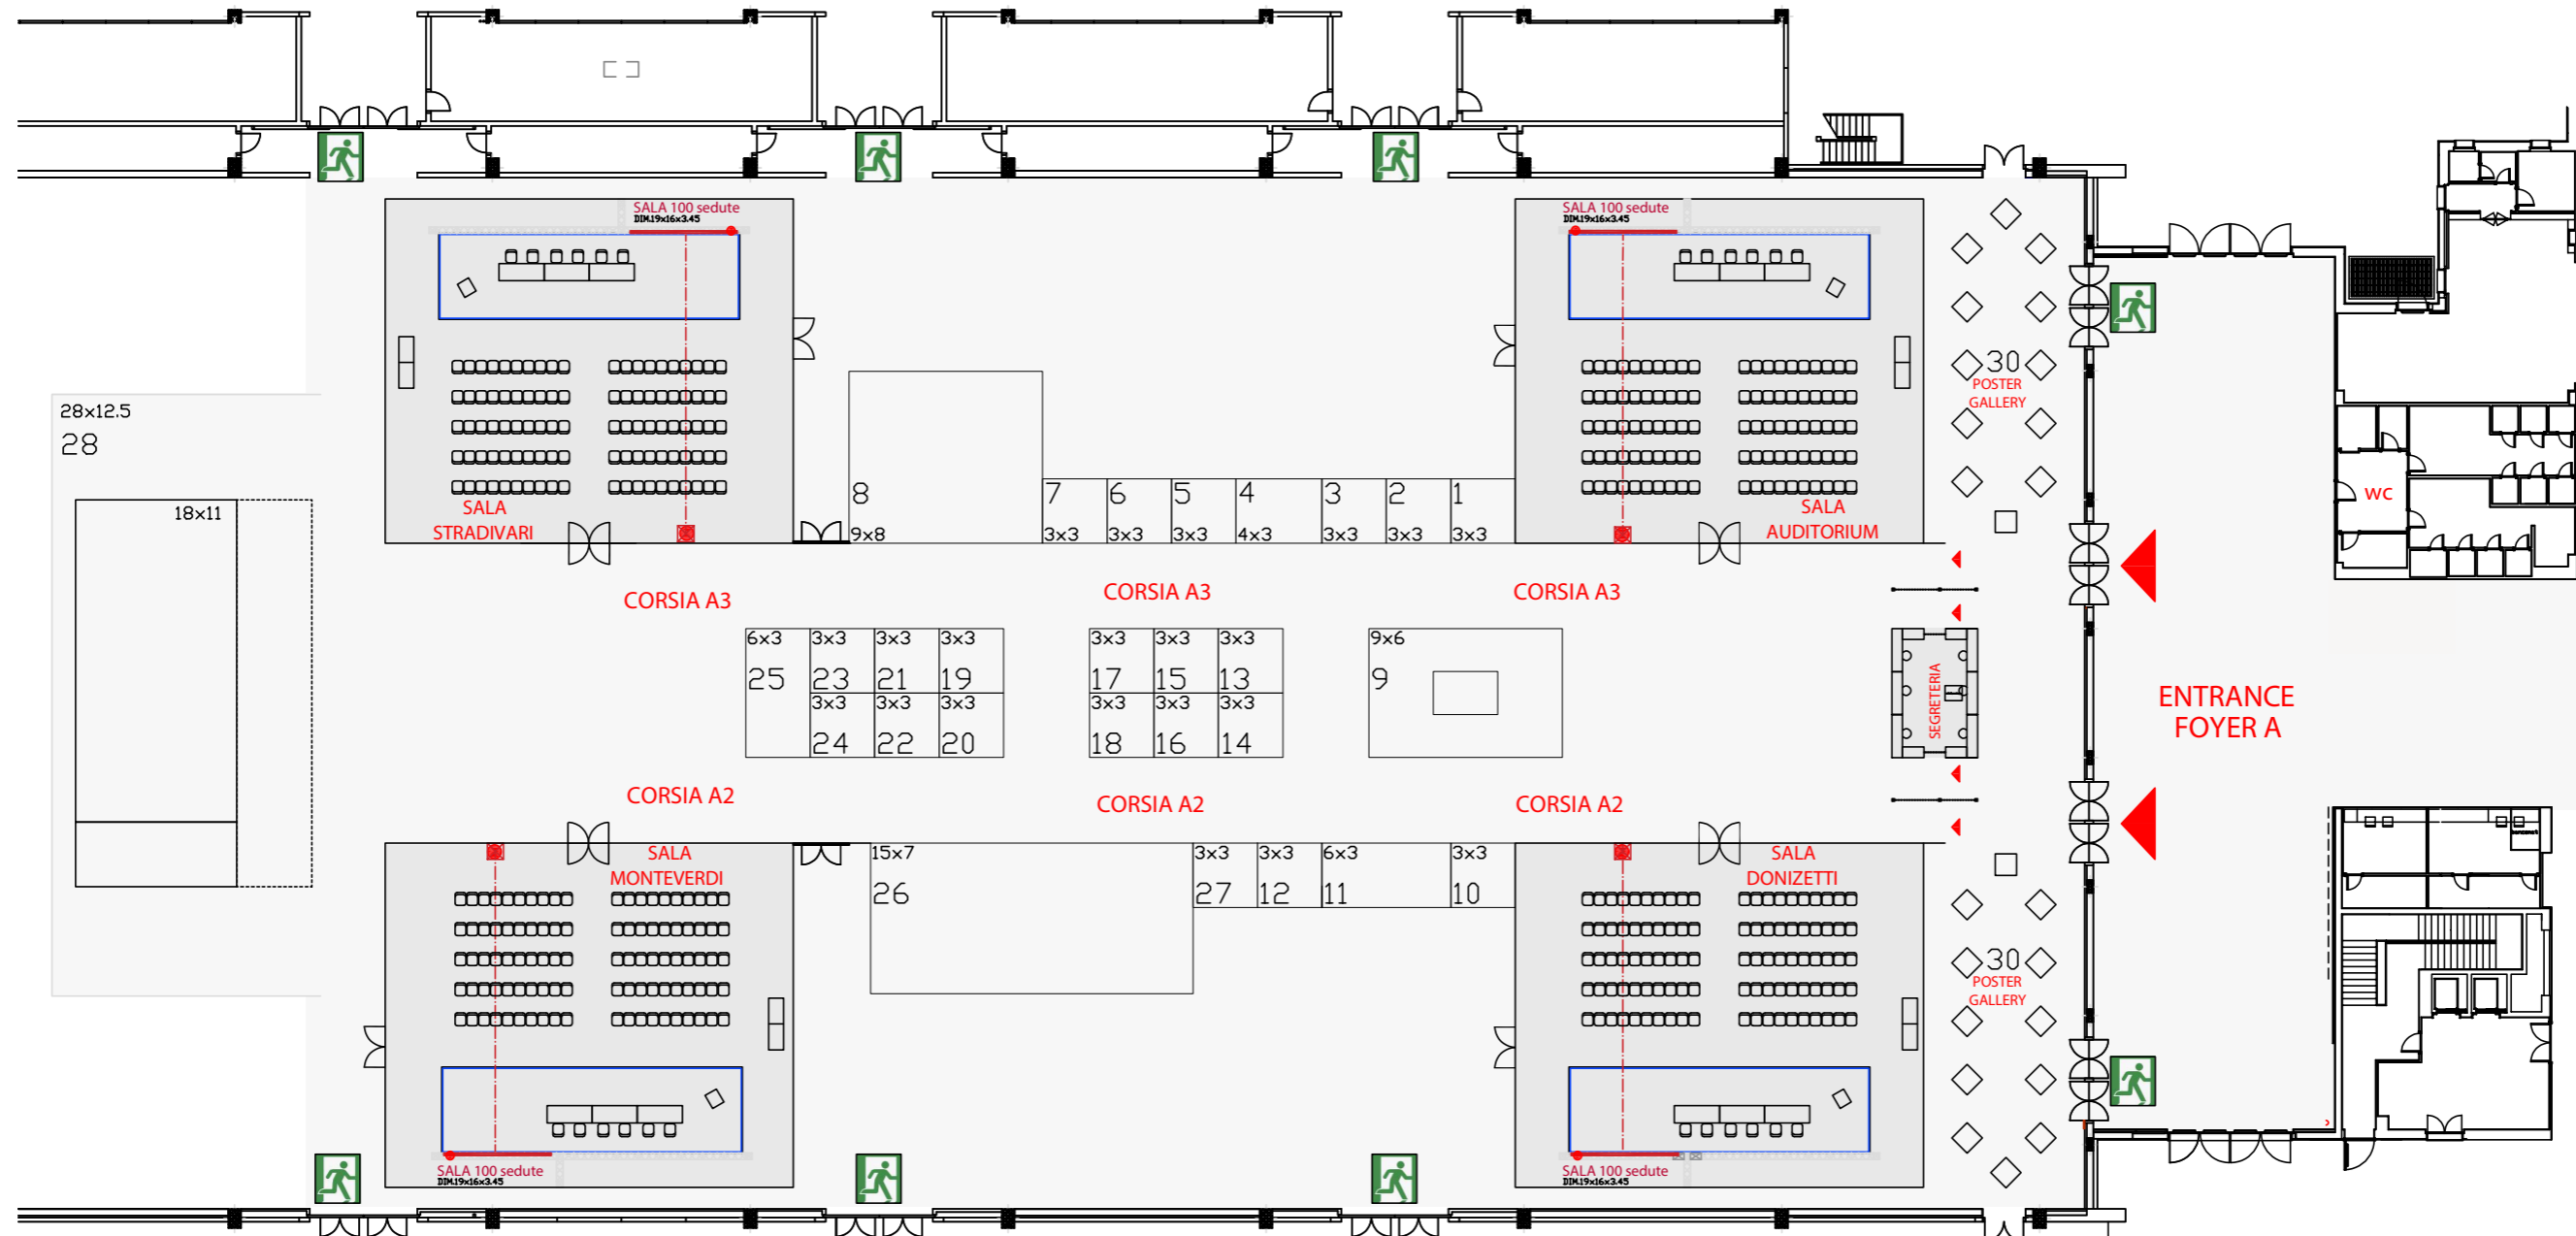 SALA 100 sedute
DIM.19x16x3.45
SALA 100 sedute
DIM.19x16x3.45
30
POSTER
GALLERY
28x12.5
28
18x11
SALA
STRADIVARI
8
9x8
7
3x3
6
3x3
5
3x3
4
4x3
3
3x3
2
3x3
1
3x3
SALA
AUDITORIUM
WC
CORSIA A3
CORSIA A3
CORSIA A3
6x3
25
3x3
23
3x3
21
3x3
19
3x3
24
3x3
22
3x3
20
3x3
17
3x3
15
3x3
13
3x3
18
3x3
16
3x3
14
9x6
9
SEGRETERIA
ENTRANCE
FOYER A
CORSIA A2
CORSIA A2
CORSIA A2
SALA
MONTEVERDI
15x7
26
3x3
27
3x3
12
6x3
11
3x3
10
SALA
DONIZETTI
30
POSTER
GALLERY
SALA 100 sedute
DIM.19x16x3.45
SALA 100 sedute
DIM.19x16x3.45